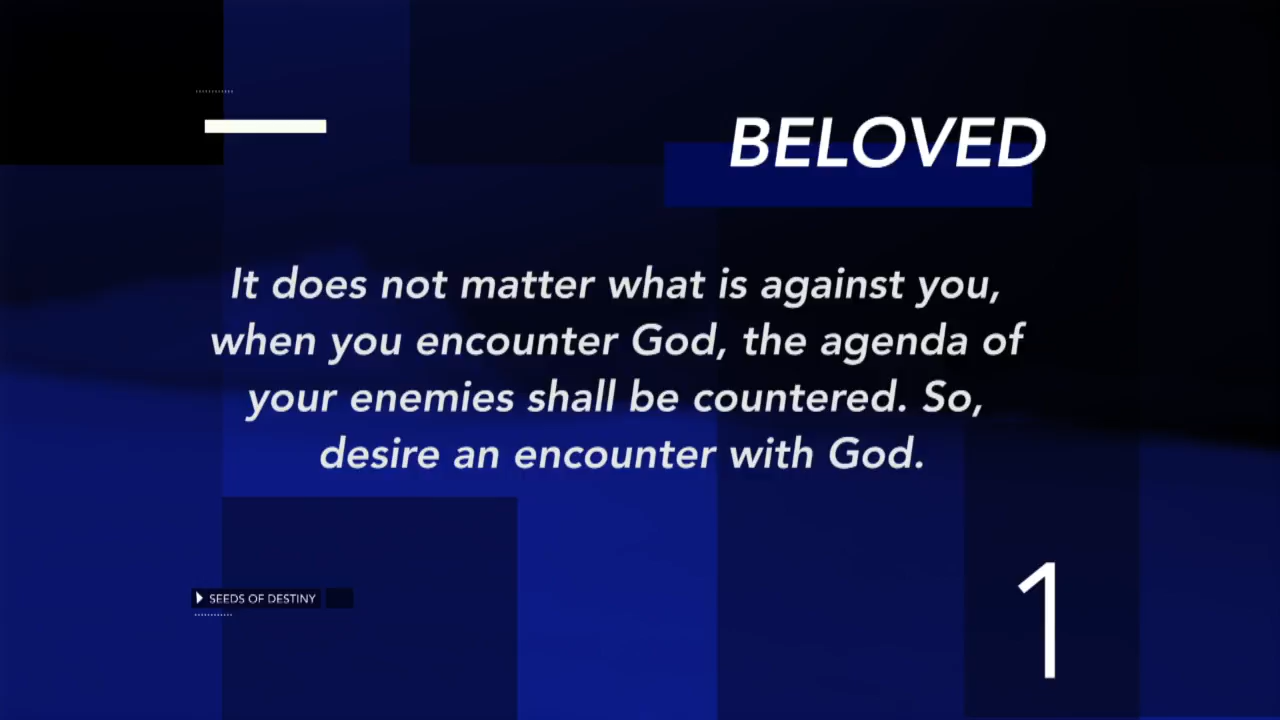 BELOVED
It does not matter what is against you,
when you encounter God, the agenda of
your enemies shall be countered. So,
desire an encounter with God.
SEEDS OF DESTINY
1